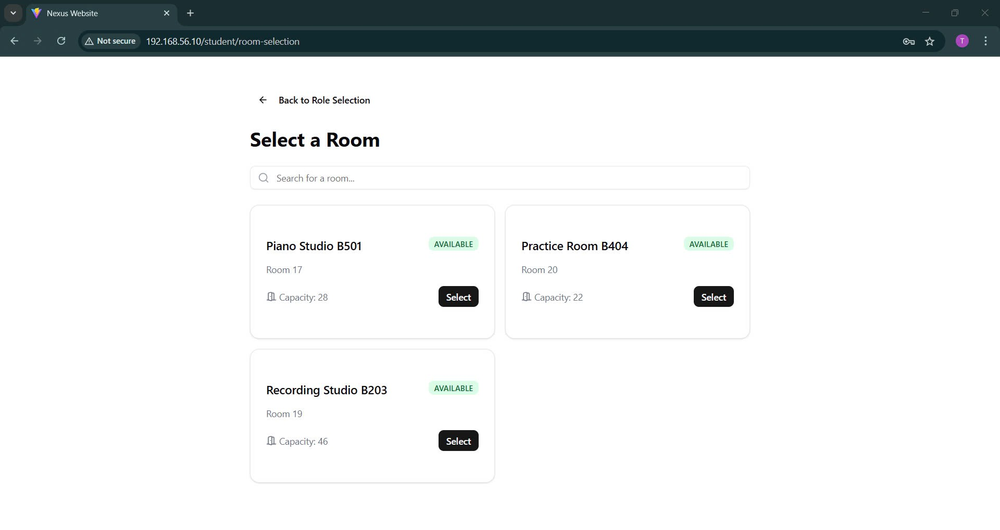 Nexus Website
Not secure
192.168.56.10/student/room-selection
T
Back to Role Selection
Select a Room
Search for a room...
Piano Studio B501
AVAILABLE
Room 17
Capacity: 28
Select
Practice Room B404
AVAILABLE
Room 20
Capacity: 22
Select
Recording Studio B203
AVAILABLE
Room 19
Capacity: 46
Select